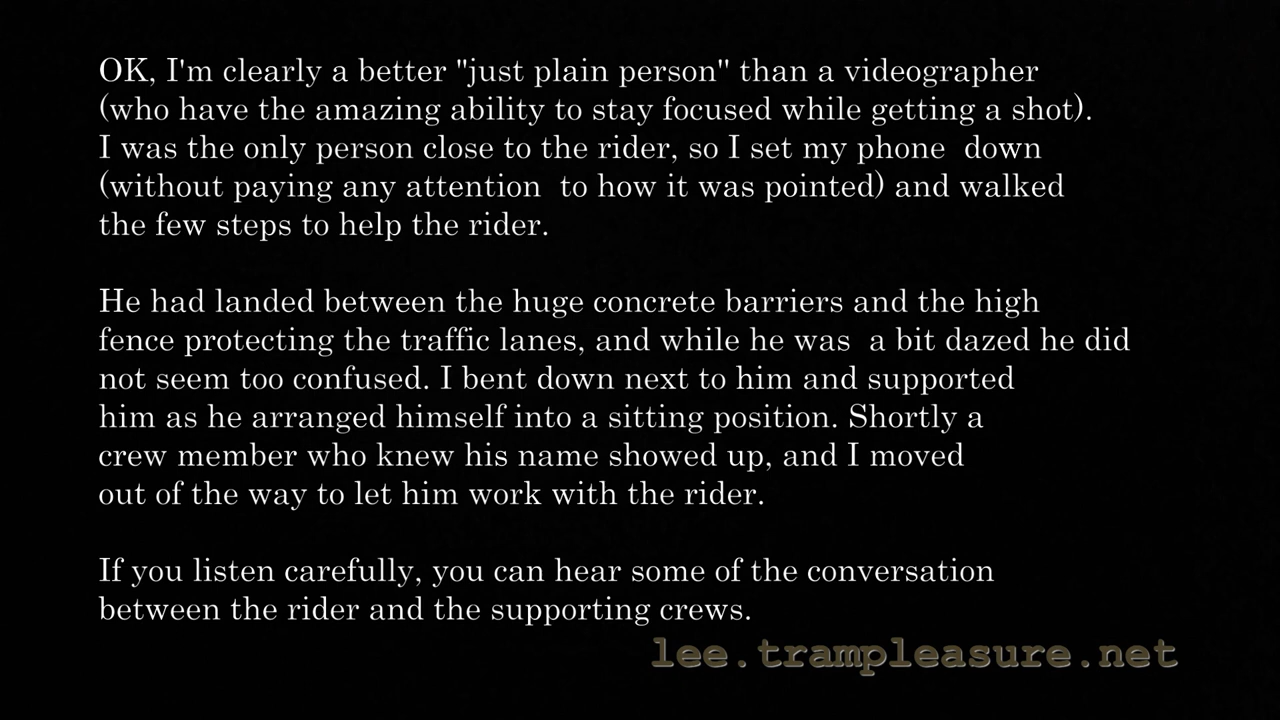 OK, I'm clearly a better "just plain person" than a videographer
(who have the amazing ability to stay focused while getting a shot).
I was the only person close to the rider, so I set my phone  down
(without paying any attention  to how it was pointed) and walked
the few steps to help the rider.
He had landed between the huge concrete barriers and the high
fence protecting the traffic lanes, and while he was  a bit dazed he did
not seem too confused. I bent down next to him and supported
him as he arranged himself into a sitting position. Shortly a
crew member who knew his name showed up, and I moved
out of the way to let him work with the rider.
If you listen carefully, you can hear some of the conversation
between the rider and the supporting crews.
lee.trampleasure.net